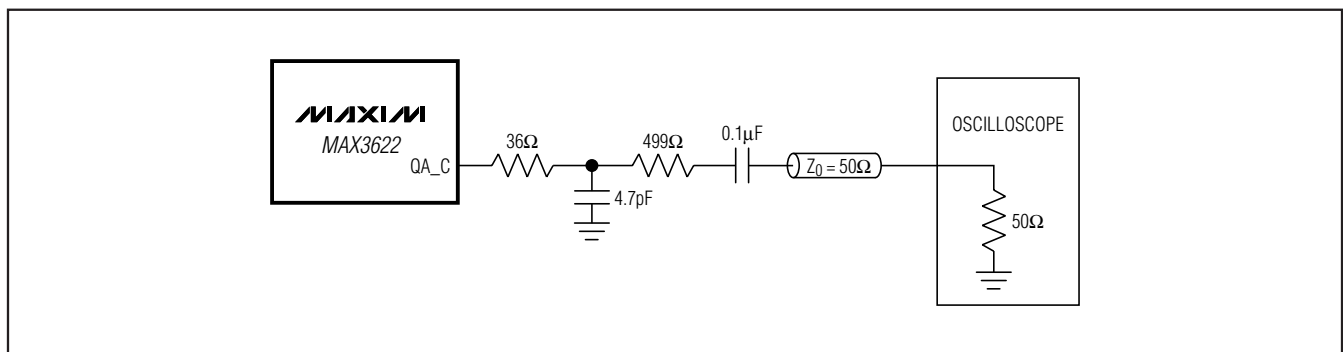 MAXIM
MAX3622
QA_C
36Ω
4.7pF
499Ω
0.1μF
Z0 = 50Ω
OSCILLOSCOPE
50Ω